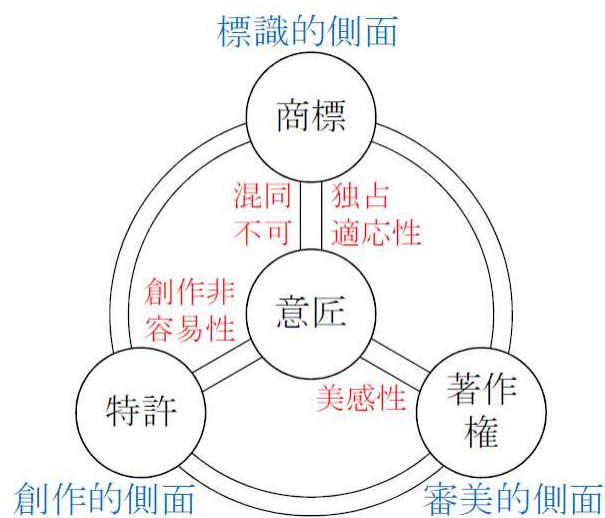 標識的側面
商標
混同
不可
独占
適応性
創作非
容易性
意匠
美感性
特許
著作
権
創作的側面
審美的側面